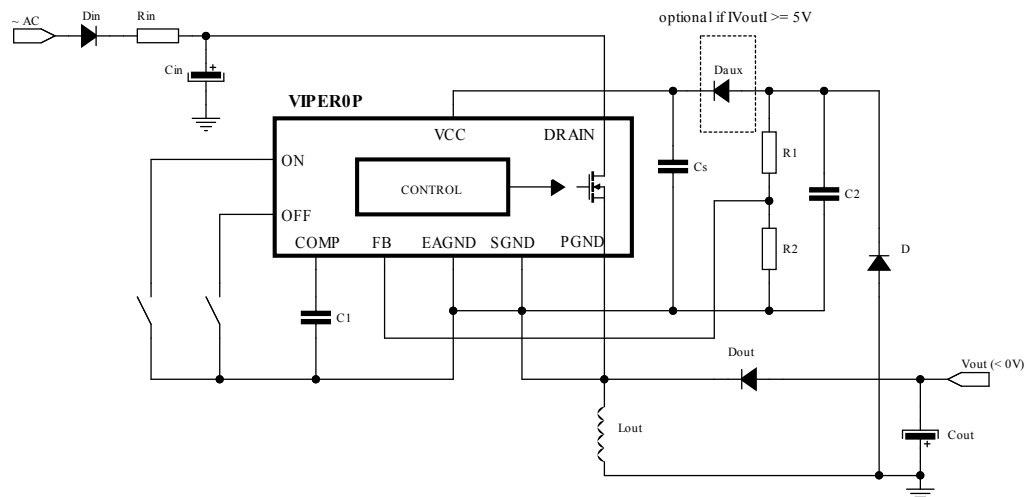 optional if IVoutI >= 5V
~ AC
Din
Rin
Cin
Daux
VIPER0P
VCC
DRAIN
ON
CONTROL
OFF
COMP
FB
EAGND
SGND
PGND
Cs
R1
C2
R2
D
C1
Dout
Vout (< 0V)
Lout
Cout